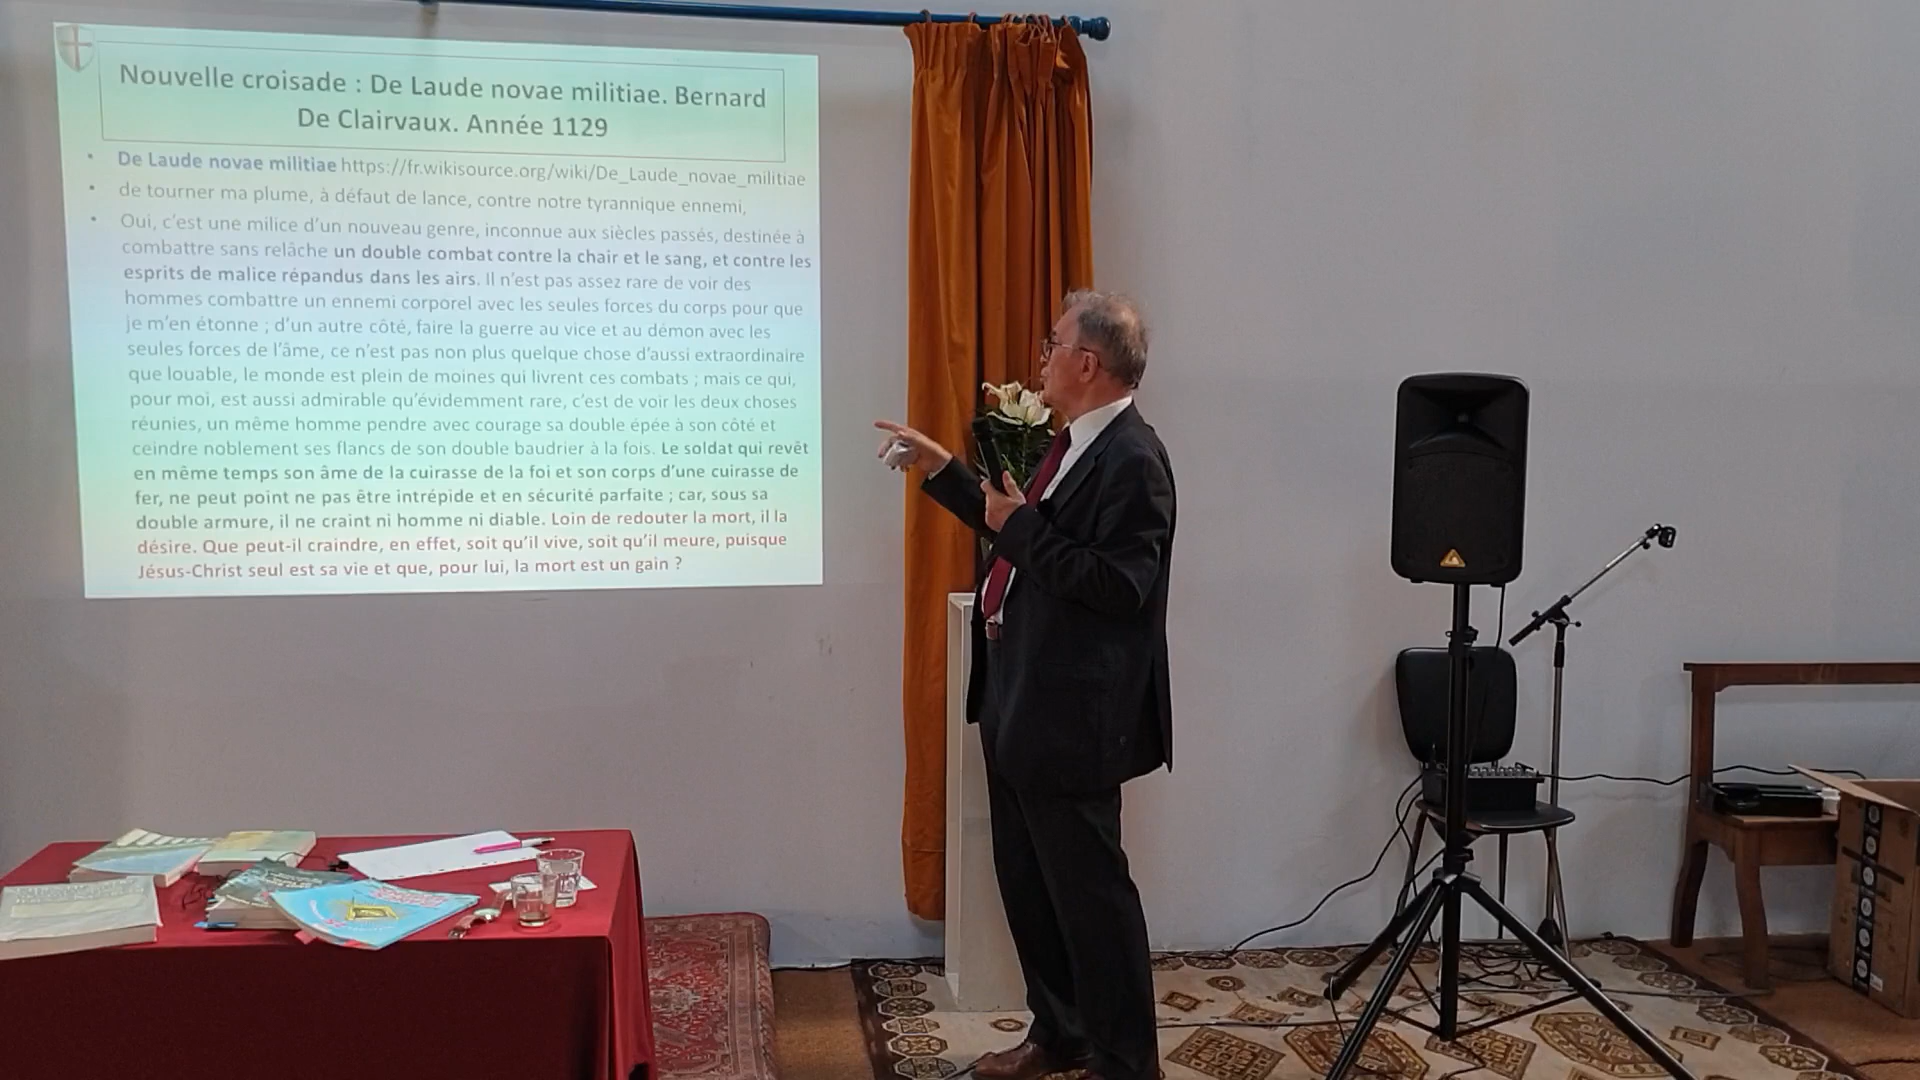 Nouvelle croisade : De Laude novae militiae. Bernard
De Clairvaux. Année 1129
• De Laude novae militiae https://fr.wikisource.org/wiki/De_Laude_novae_militiae
• de tourner ma plume, à défaut de lance, contre notre tyrannique ennemi,
• Oui, c'est une milice d'un nouveau genre, inconnue aux siècles passés, destinée à
combattre sans relâche un double combat contre la chair et le sang, et contre les
esprits de malice répandus dans les airs. Il n'est pas assez rare de voir des
hommes combattre un ennemi corporel avec les seules forces du corps pour que
je m'en étonne ; d'un autre côté, faire la guerre au vice et au démon avec les
seules forces de l'âme, ce n'est pas non plus quelque chose d'aussi extraordinaire
que louable, le monde est plein de moines qui livrent ces combats ; mais ce qui,
pour moi, est aussi admirable qu'évidemment rare, c'est de voir les deux choses
réunies, un même homme pendre avec courage sa double épée à son côté et
ceindre noblement ses flancs de son double baudrier à la fois. Le soldat qui revêt
en même temps son âme de la cuirasse de la foi et son corps d'une cuirasse de
fer, ne peut point ne pas être intrépide et en sécurité parfaite ; car, sous sa
double armure, il ne craint ni homme ni diable. Loin de redouter la mort, il la
désire. Que peut-il craindre, en effet, soit qu'il vive, soit qu'il meure, puisque
Jésus-Christ seul est sa vie et que, pour lui, la mort est un gain ?